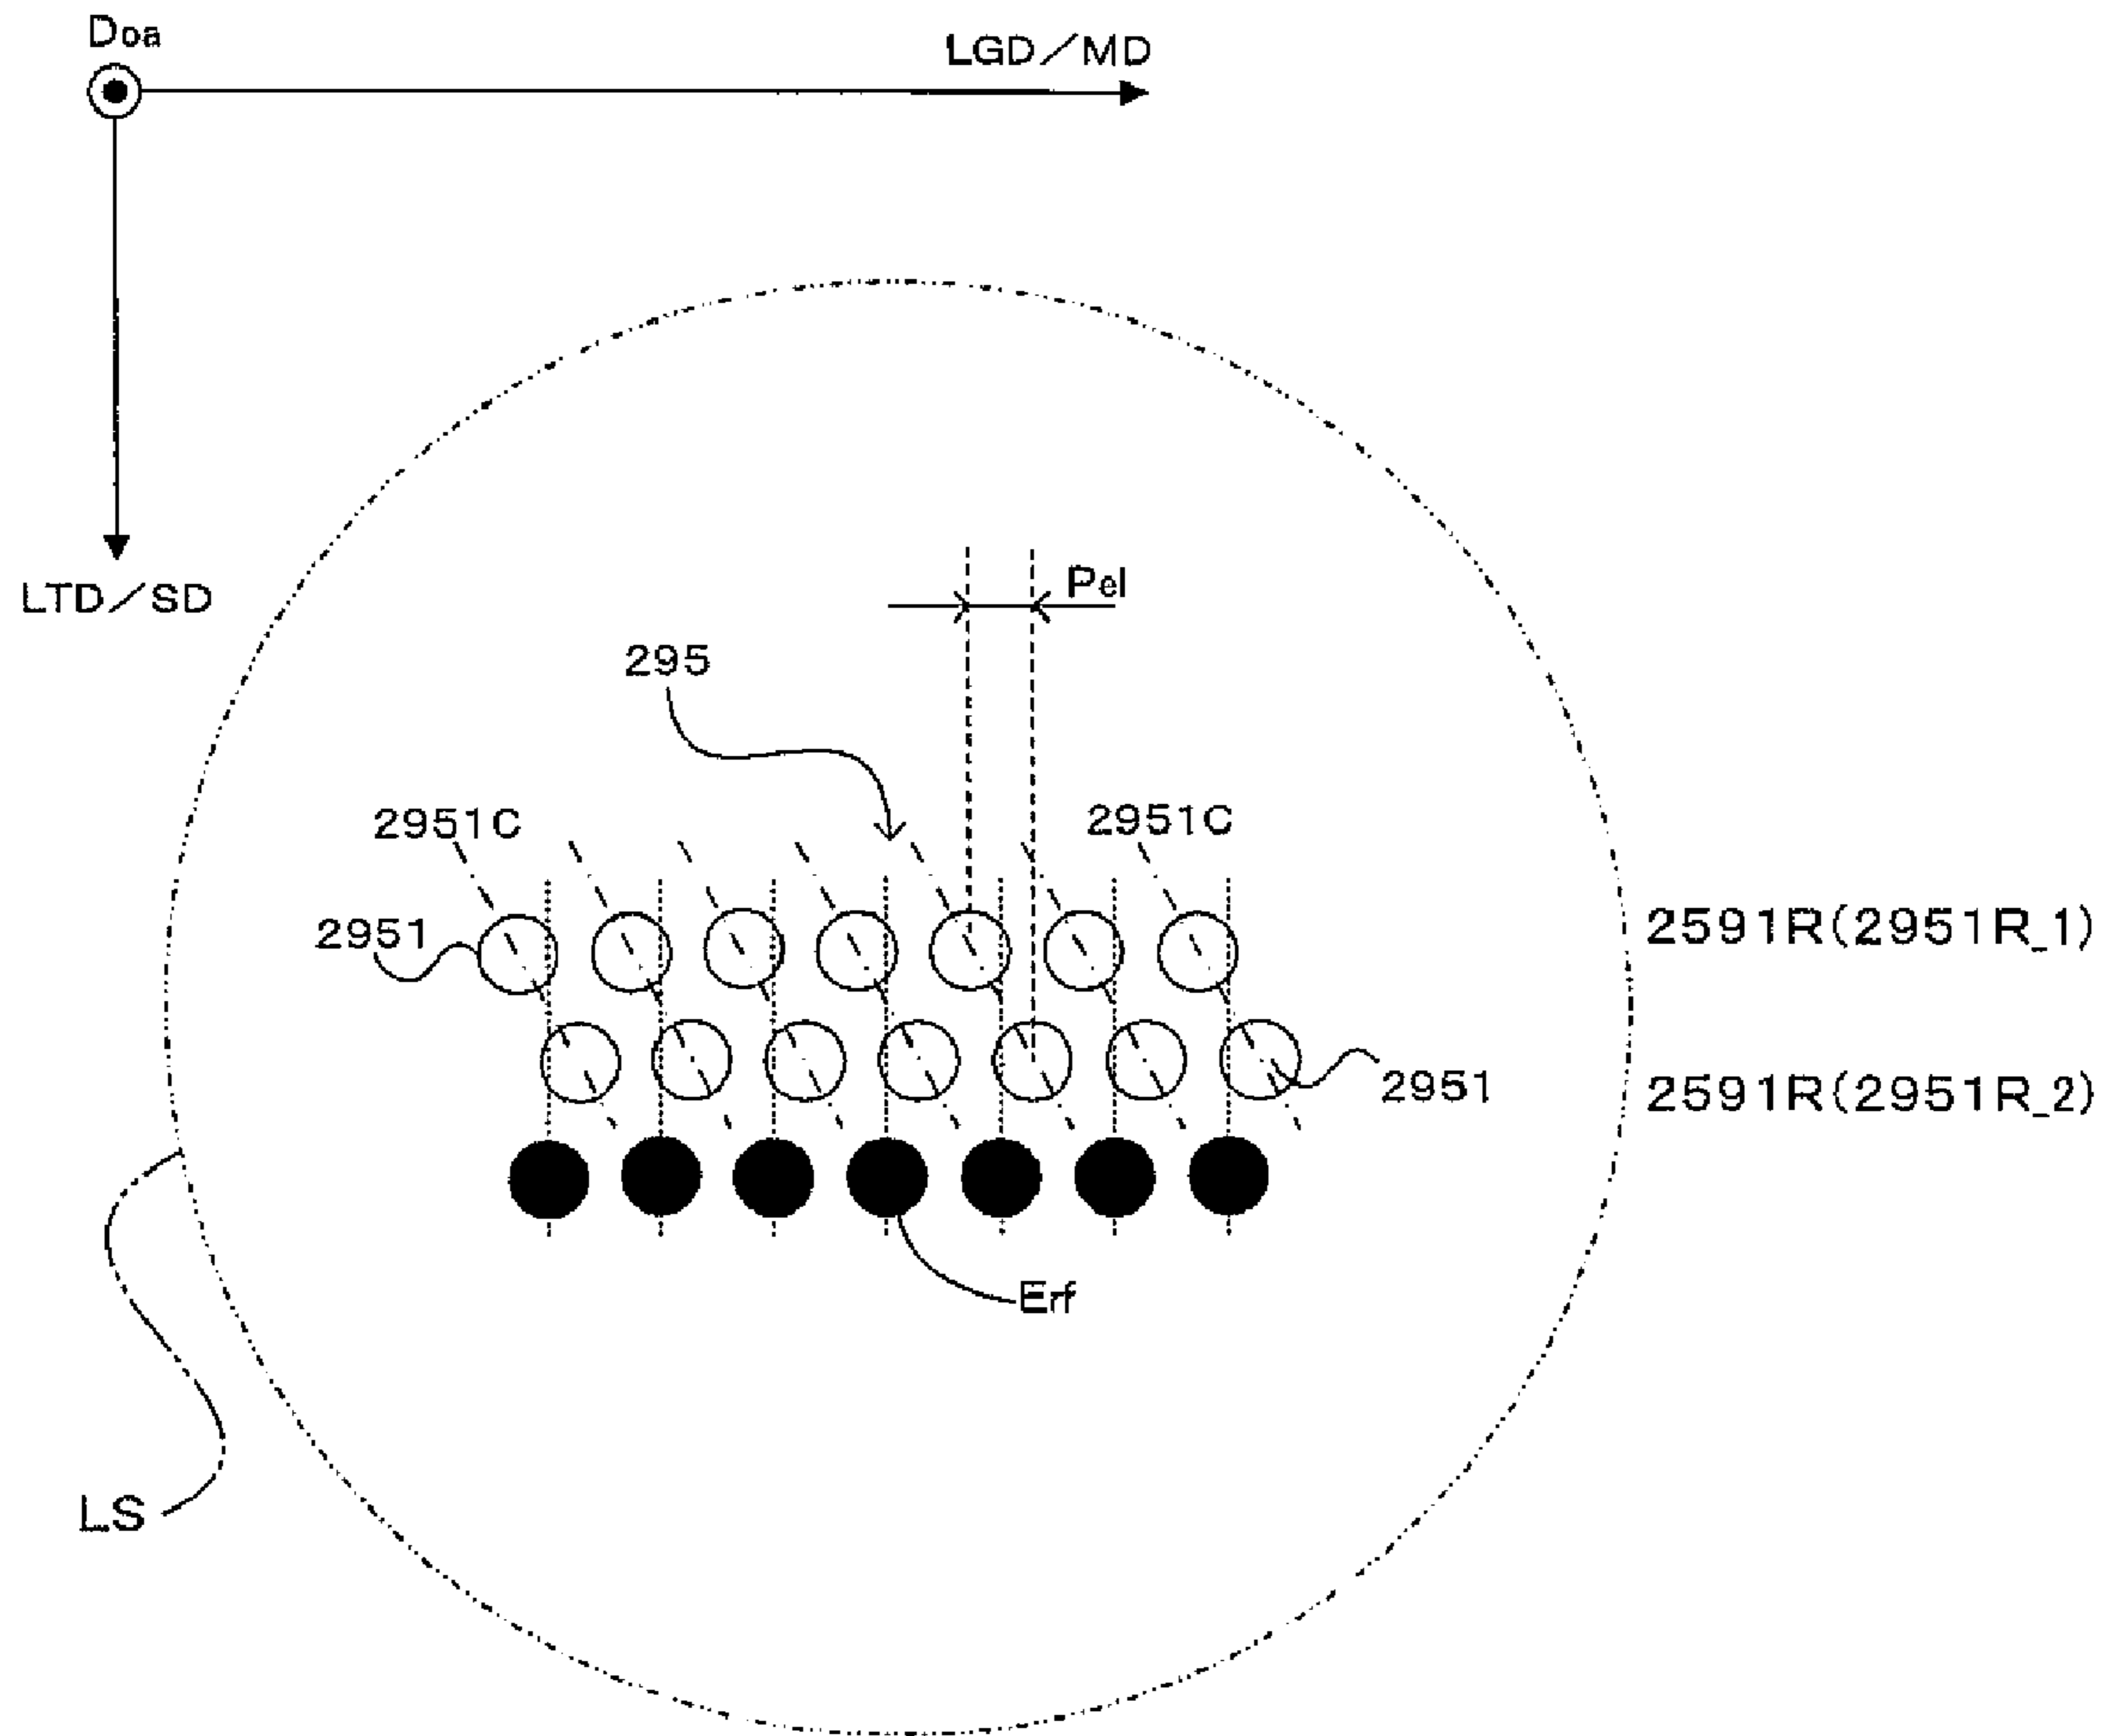 Doa
LGD／MD
LTD／SD
Pel
295
2951C
2951C
2951
2591R(2951R_1)
2951
2591R(2951R_2)
Erf
LS